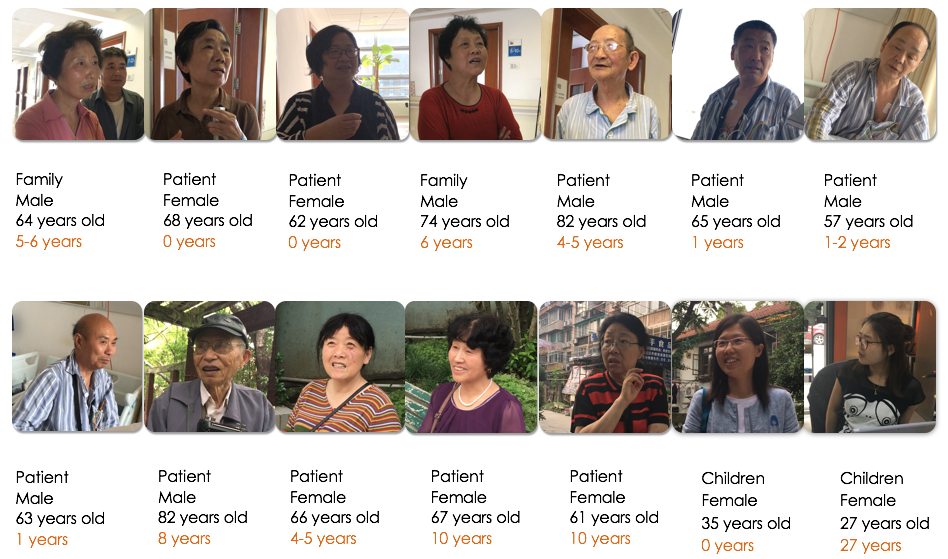 Family
Male
64 years old
5-6 years
Patient
Female
68 years old
0 years
Patient
Female
62 years old
0 years
Family
Male
74 years old
6 years
Patient
Male
82 years old
4-5 years
Patient
Male
65 years old
1 years
Patient
Male
57 years old
1-2 years
Patient
Male
63 years old
1 years
Patient
Male
82 years old
8 years
Patient
Female
66 years old
4-5 years
Patient
Female
67 years old
10 years
Patient
Female
61 years old
10 years
Children
Female
35 years old
0 years
Children
Female
27 years old
27 years